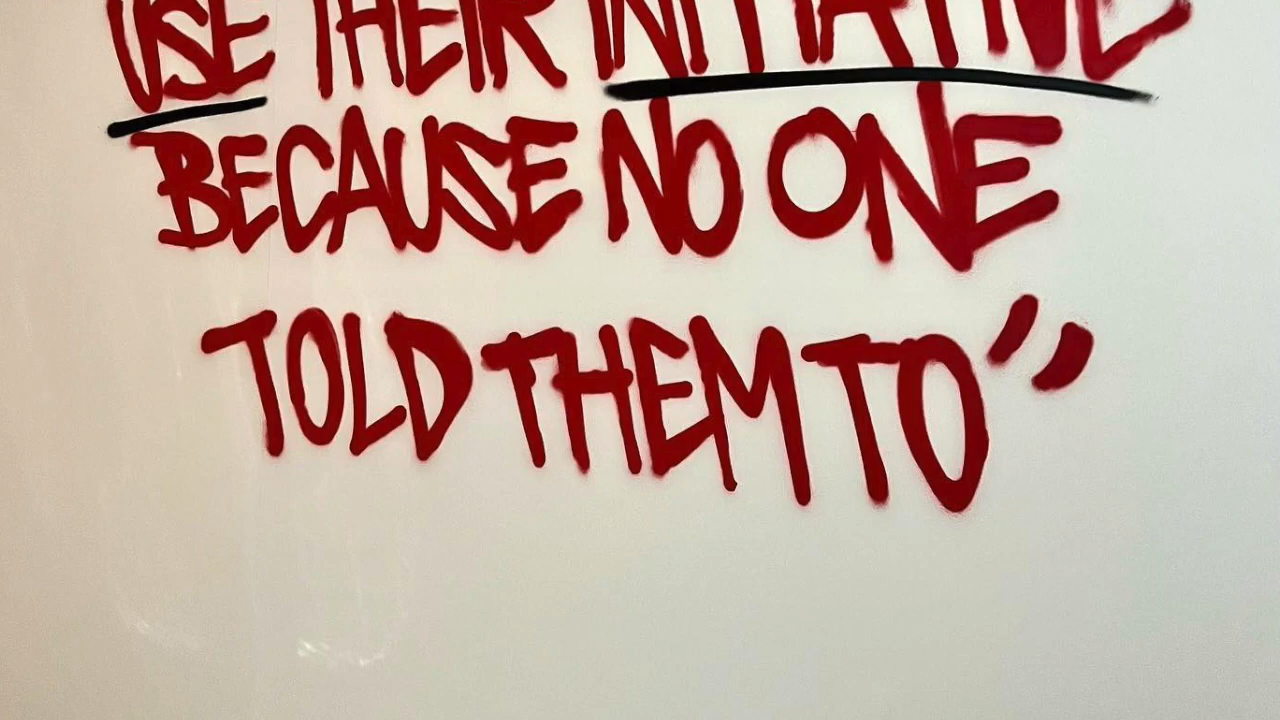 USE THEIR INITIATIVE
BECAUSE NO ONE
TOLD THEM TO”